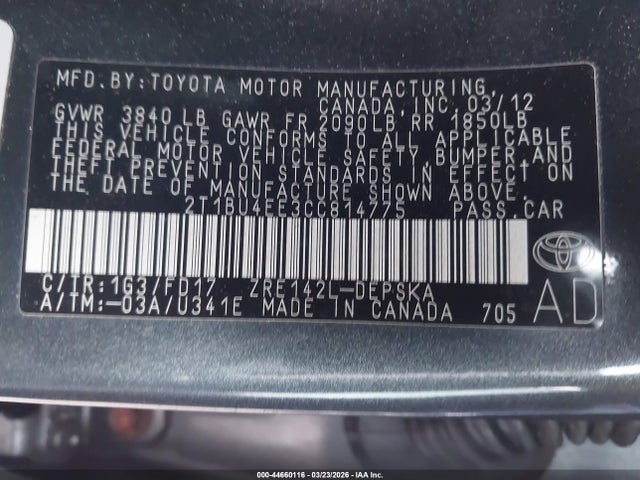 MFD. BY: TOYOTA MOTOR MANUFACTURING,
CANADA, INC. 03/12
GVWR 3840 LB GAWR FR 2090LB, RR 1850LB
THIS VEHICLE CONFORMS TO ALL APPLICABLE
FEDERAL MOTOR VEHICLE SAFETY, BUMPER, AND
THEFT PREVENTION STANDARDS IN EFFECT ON
THE DATE OF MANUFACTURE SHOWN ABOVE.
2T1BU4EE3CC814775 PASS. CAR
C/TR: 1G3/FD17 ZRE142L-DEPSKA
A/TM: -03A/U341E MADE IN CANADA 705
AD
000-44660116 - 03/23/2026 - IAA Inc.